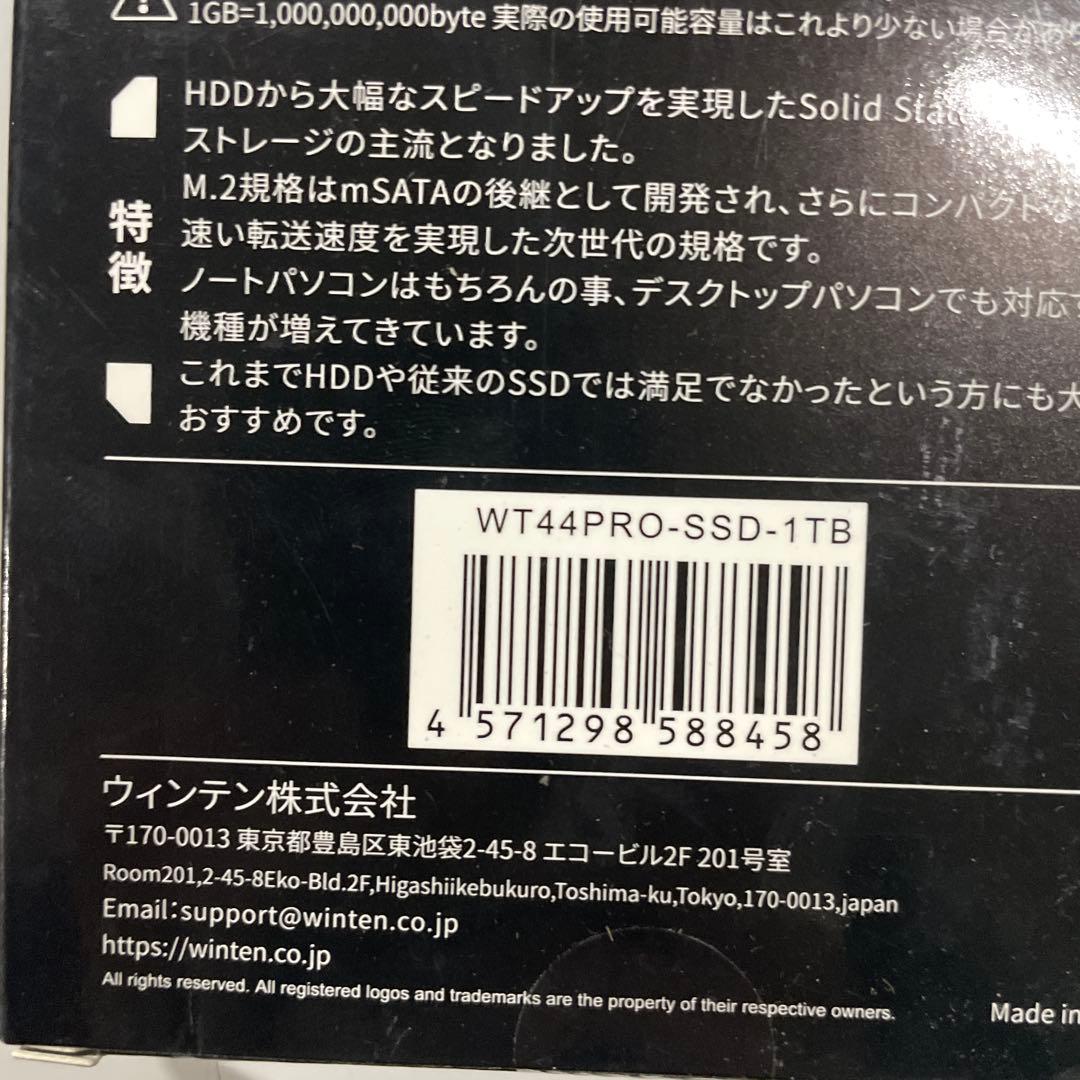 1GB=1,000,000,000byte 実際の使用可能容量はこれより少ない場合があり
HDDから大幅なスピードアップを実現したSolid State
ストレージの主流となりました。
M.2規格はmSATAの後継として開発され、さらにコンパクト
速い転送速度を実現した次世代の規格です。
ノートパソコンはもちろんの事、デスクトップパソコンでも対応す
機種が増えてきています。
これまでHDDや従来のSSDでは満足でなかったという方にも大
おすすめです。
特徴
WT44PRO-SSD-1TB
4 571298 588458
ウィンテン株式会社
〒170-0013 東京都豊島区東池袋2-45-8 エコービル2F 201号室
Room201,2-45-8Eko-Bld.2F,Higashiikebukuro,Toshima-ku,Tokyo,170-0013,japan
Email:support@winten.co.jp
https://winten.co.jp
All rights reserved. All registered logos and trademarks are the property of their respective owners.
Made in